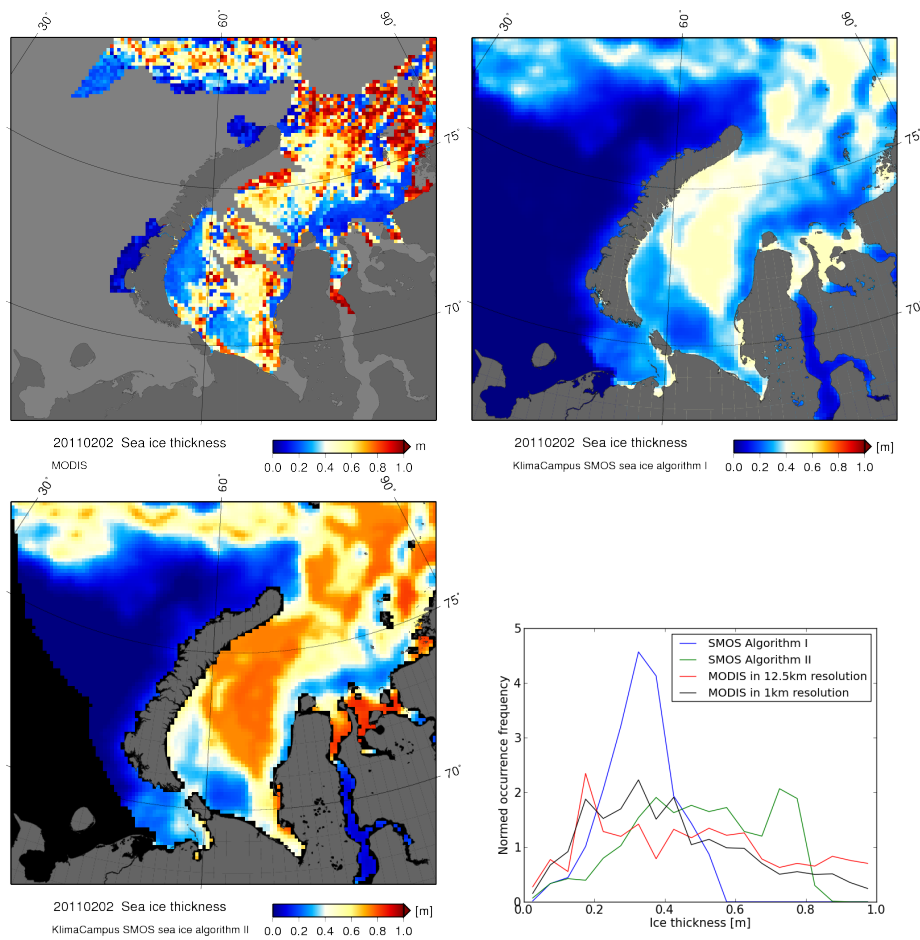 30° 60° 90°
75°
70°
20110202 Sea ice thickness
MODIS
m
0.0 0.2 0.4 0.6 0.8 1.0
30° 60° 90°
75°
70°
20110202 Sea ice thickness
KlimaCampus SMOS sea ice algorithm I
[m]
0.0 0.2 0.4 0.6 0.8 1.0
30° 60° 90°
75°
70°
20110202 Sea ice thickness
KlimaCampus SMOS sea ice algorithm II
[m]
0.0 0.2 0.4 0.6 0.8 1.0
SMOS Algorithm I
SMOS Algorithm II
MODIS in 12.5km resolution
MODIS in 1km resolution
Normed occurrence frequency
5
4
3
2
1
0
0.0 0.2 0.4 0.6 0.8 1.0
Ice thickness [m]